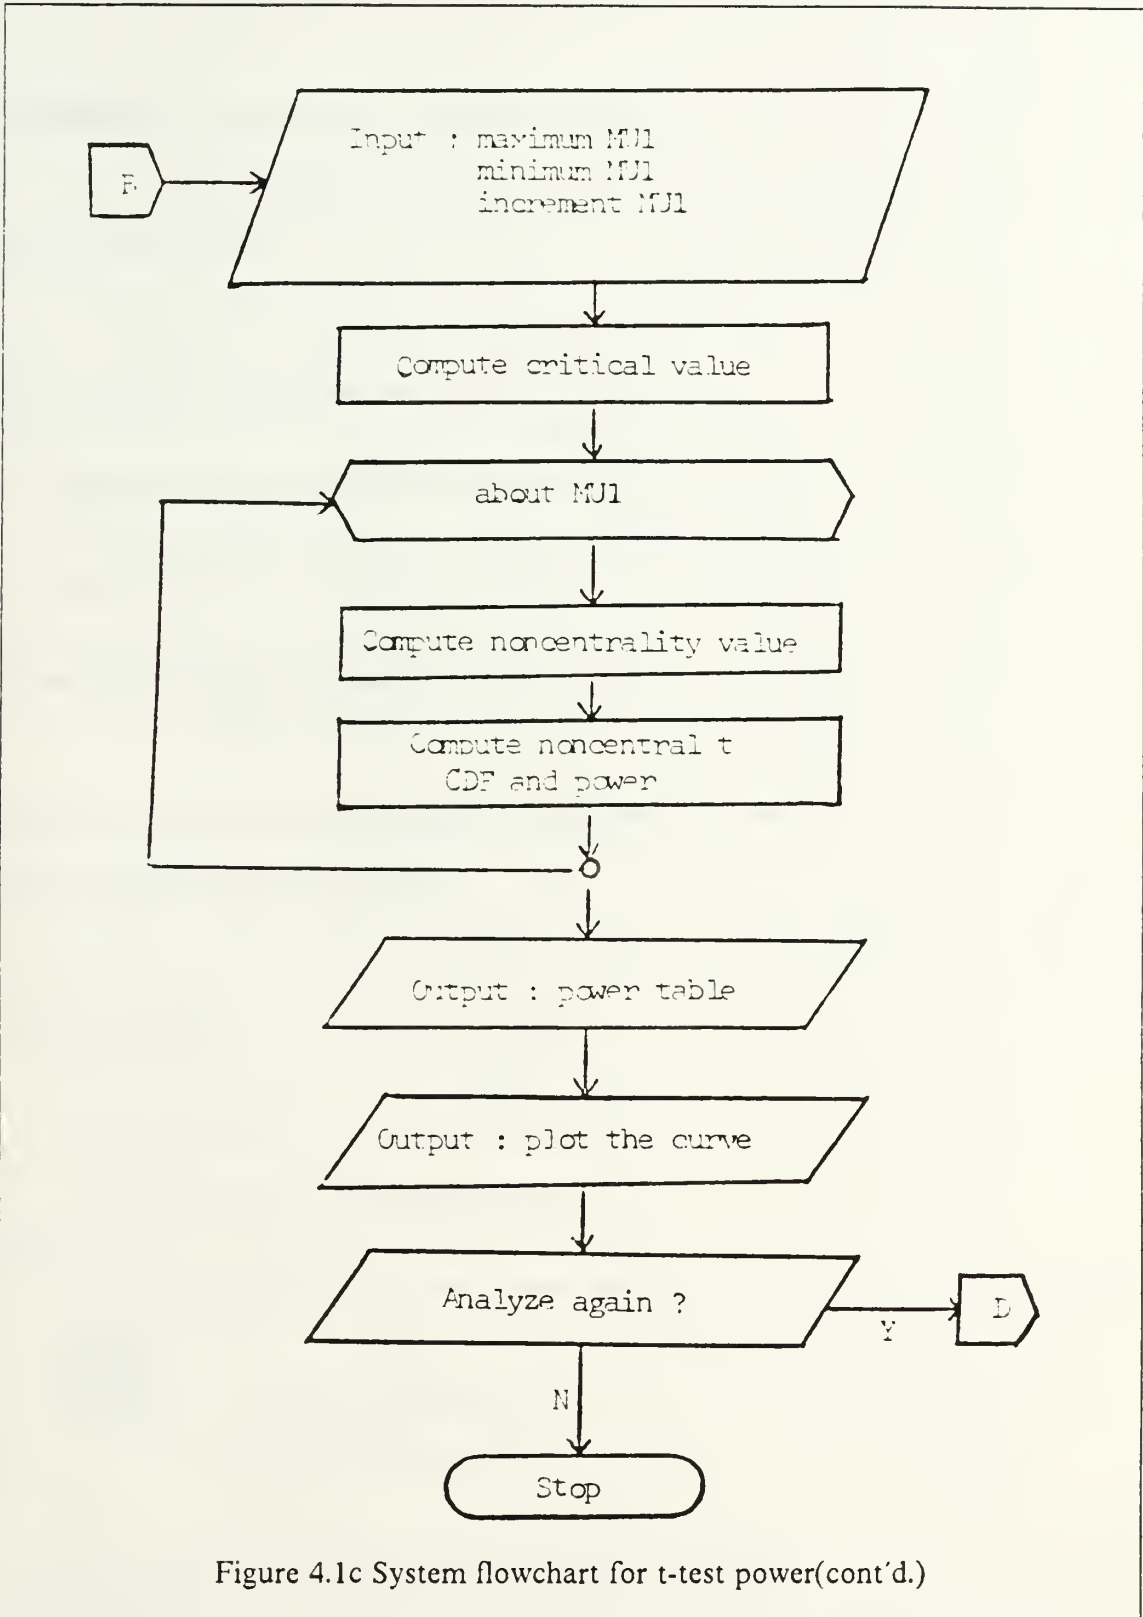 Input : maximum MU1
minimum MU1
increment MU1
B
Compute critical value
about MU1
Compute noncentrality value
Compute noncentral t
CDF and power
Output : power table
Output : plot the curve
Analyze again ?
Y
D
N
Stop
Figure 4.1c System flowchart for t-test power(cont'd.)